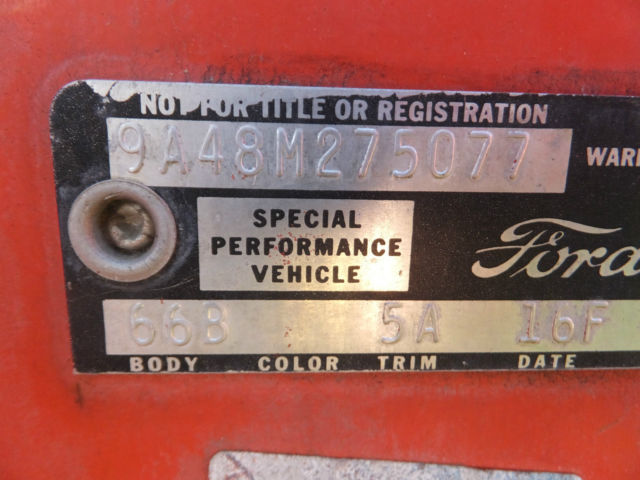 NOT FOR TITLE OR REGISTRATION
9A48M275077
SPECIAL
PERFORMANCE
VEHICLE
Ford
66B 5A 16F
BODY COLOR TRIM DATE